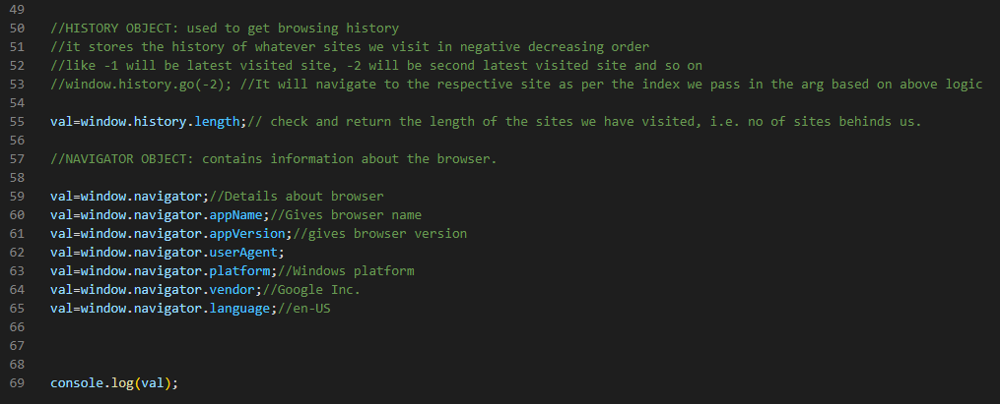 49
50 //HISTORY OBJECT: used to get browsing history
51 //it stores the history of whatever sites we visit in negative decreasing order
52 //like -1 will be latest visited site, -2 will be second latest visited site and so on
53 //window.history.go(-2); //It will navigate to the respective site as per the index we pass in the arg based on above logic
54
55 val=window.history.length;// check and return the length of the sites we have visited, i.e. no of sites behinds us.
56
57 //NAVIGATOR OBJECT: contains information about the browser.
58
59 val=window.navigator;//Details about browser
60 val=window.navigator.appName;//Gives browser name
61 val=window.navigator.appVersion;//gives browser version
62 val=window.navigator.userAgent;
63 val=window.navigator.platform;//Windows platform
64 val=window.navigator.vendor;//Google Inc.
65 val=window.navigator.language;//en-US
66
67
68
69 console.log(val);